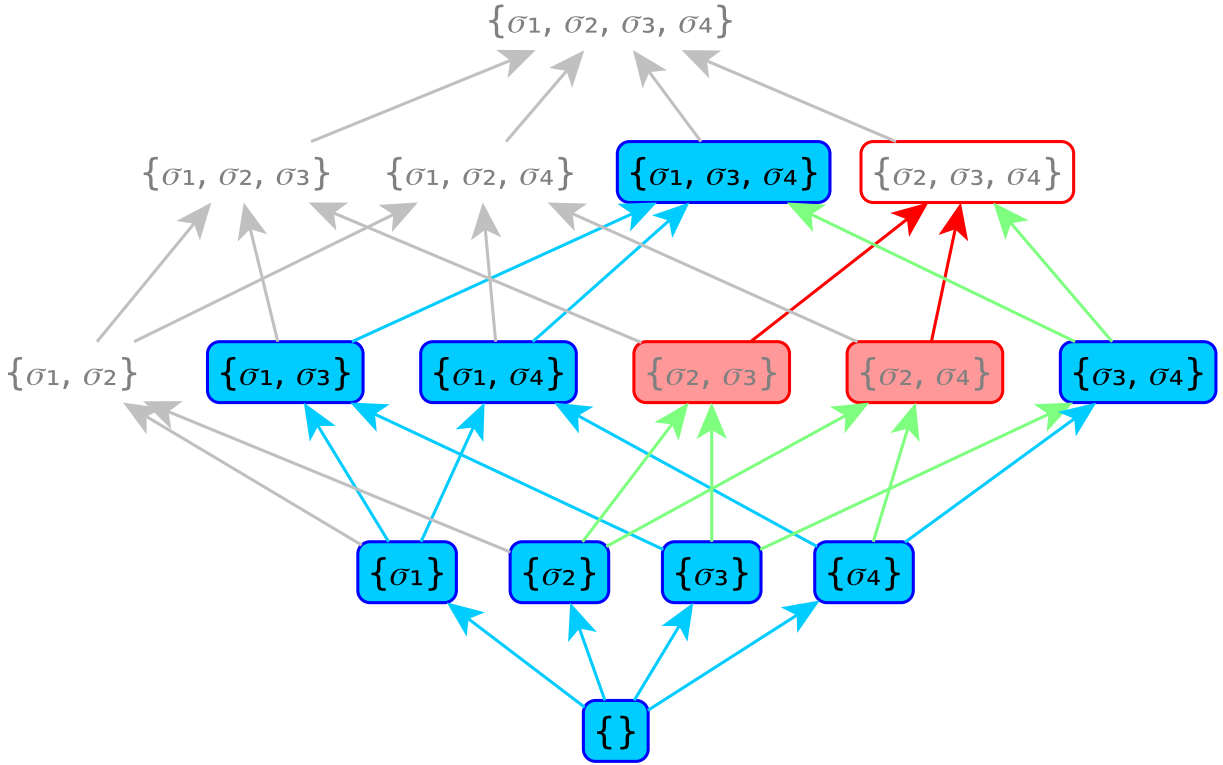 {σ1, σ2, σ3, σ4}
{σ1, σ2, σ3}
{σ1, σ2, σ4}
{σ1, σ3, σ4}
{σ2, σ3, σ4}
{σ1, σ2}
{σ1, σ3}
{σ1, σ4}
{σ2, σ3}
{σ2, σ4}
{σ3, σ4}
{σ1}
{σ2}
{σ3}
{σ4}
{}